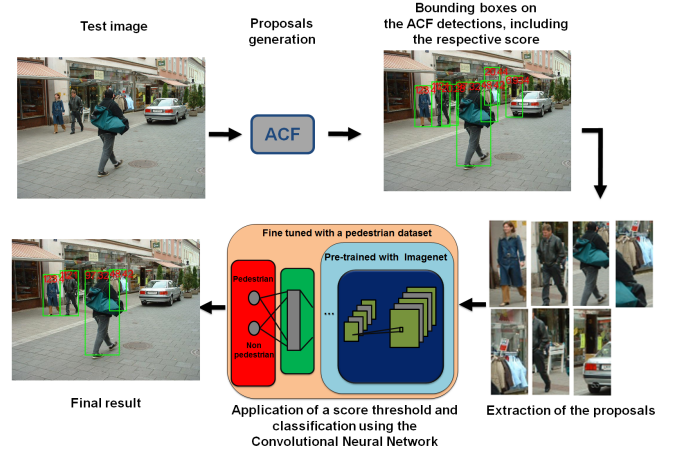 Test image
Proposals
generation
Bounding boxes on
the ACF detections, including
the respective score
ACF
Fine tuned with a pedestrian dataset
Pre-trained with Imagenet
Pedestrian
...
Non
pedestrian
Final result
Application of a score threshold and
classification using the
Convolutional Neural Network
Extraction of the proposals